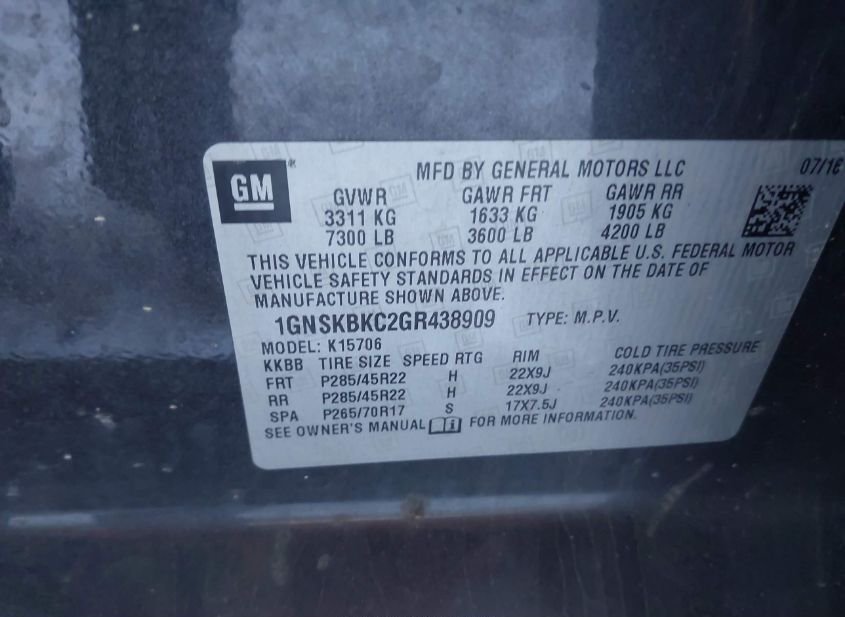 GM
MFD BY GENERAL MOTORS LLC 07/16
GVWR GAWR FRT GAWR RR
3311 KG 1633 KG 1905 KG
7300 LB 3600 LB 4200 LB
THIS VEHICLE CONFORMS TO ALL APPLICABLE U.S. FEDERAL MOTOR
VEHICLE SAFETY STANDARDS IN EFFECT ON THE DATE OF
MANUFACTURE SHOWN ABOVE.
1GNSKBKC2GR438909 TYPE: M.P.V.
MODEL: K15706
KKBB TIRE SIZE SPEED RTG RIM COLD TIRE PRESSURE
FRT P285/45R22 H 22X9J 240KPA(35PSI)
RR P285/45R22 H 22X9J 240KPA(35PSI)
SPA P265/70R17 S 17X7.5J 240KPA(35PSI)
SEE OWNER'S MANUAL FOR MORE INFORMATION.